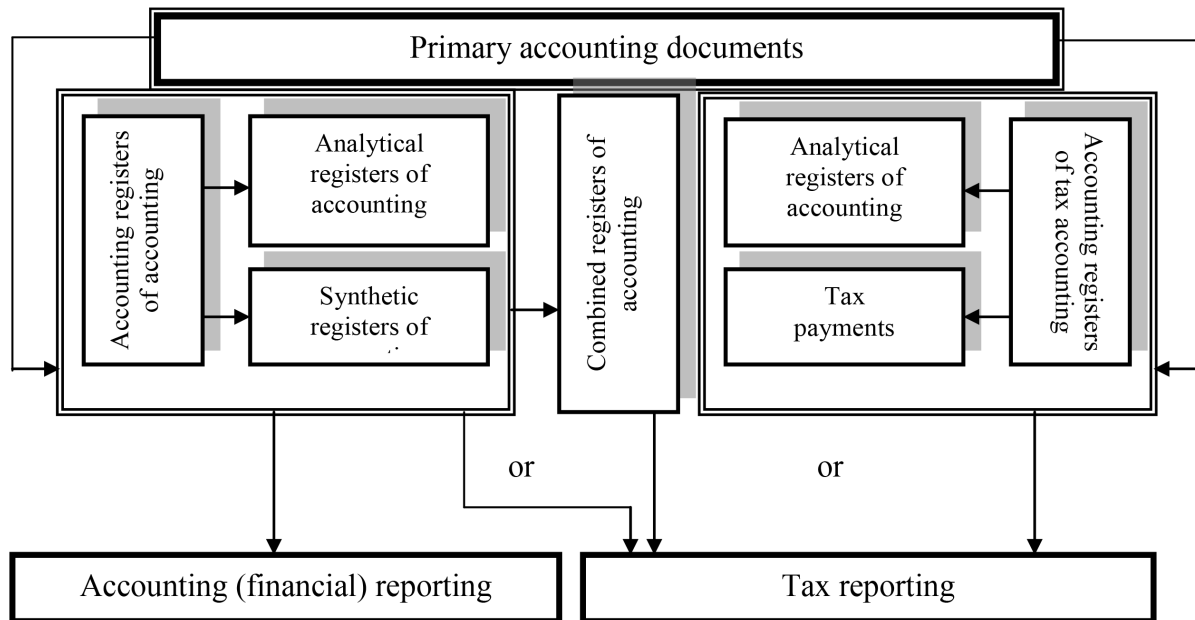 Primary accounting documents
Accounting registers
of accounting
Analytical
registers of
accounting
Synthetic
registers of
Combined registers of
accounting
Analytical
registers of
accounting
Tax
payments
Accounting registers
of tax accounting
or
or
Accounting (financial) reporting
Tax reporting